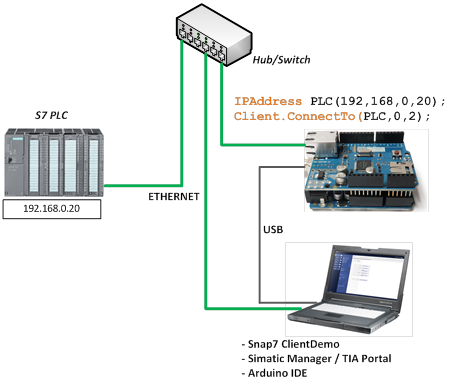 Hub/Switch
IPAddress PLC(192,168,0,20);
Client.ConnectTo(PLC,0,2);
S7 PLC
192.168.0.20
ETHERNET
USB
- Snap7 ClientDemo
- Simatic Manager / TIA Portal
- Arduino IDE